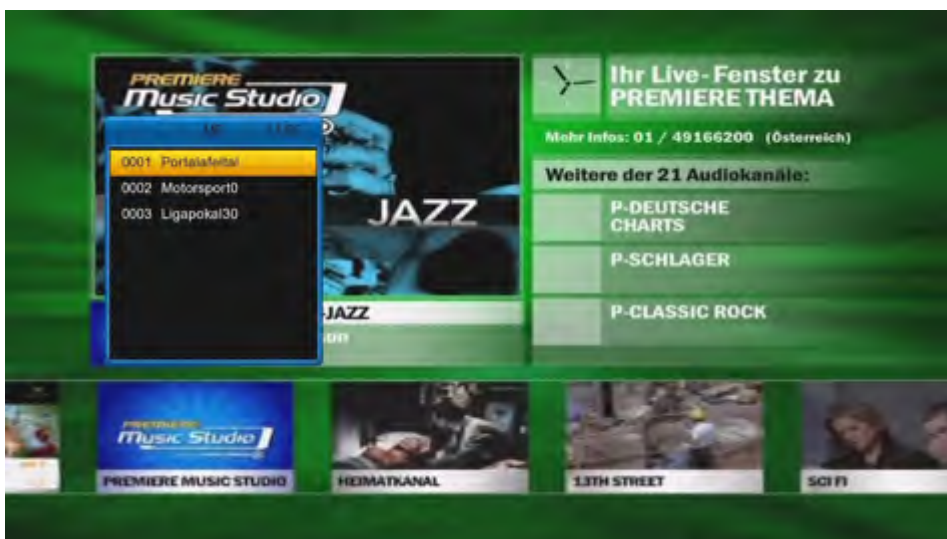 PREMIERE
Music Studio
0001 Portalafeltal
0002 Motorsport0
0003 Ligapokal30
JAZZ
-JAZZ
Ihr Live-Fenster zu
PREMIERE THEMA
Mehr Infos: 01 / 49166200 (Österreich)
Weitere der 21 Audiokanäle:
P-DEUTSCHE
CHARTS
P-SCHLAGER
P-CLASSIC ROCK
PREMIERE
Music Studio
PREMIERE MUSIC STUDIO
HEIMATKANAL
13TH STREET
SCI FI